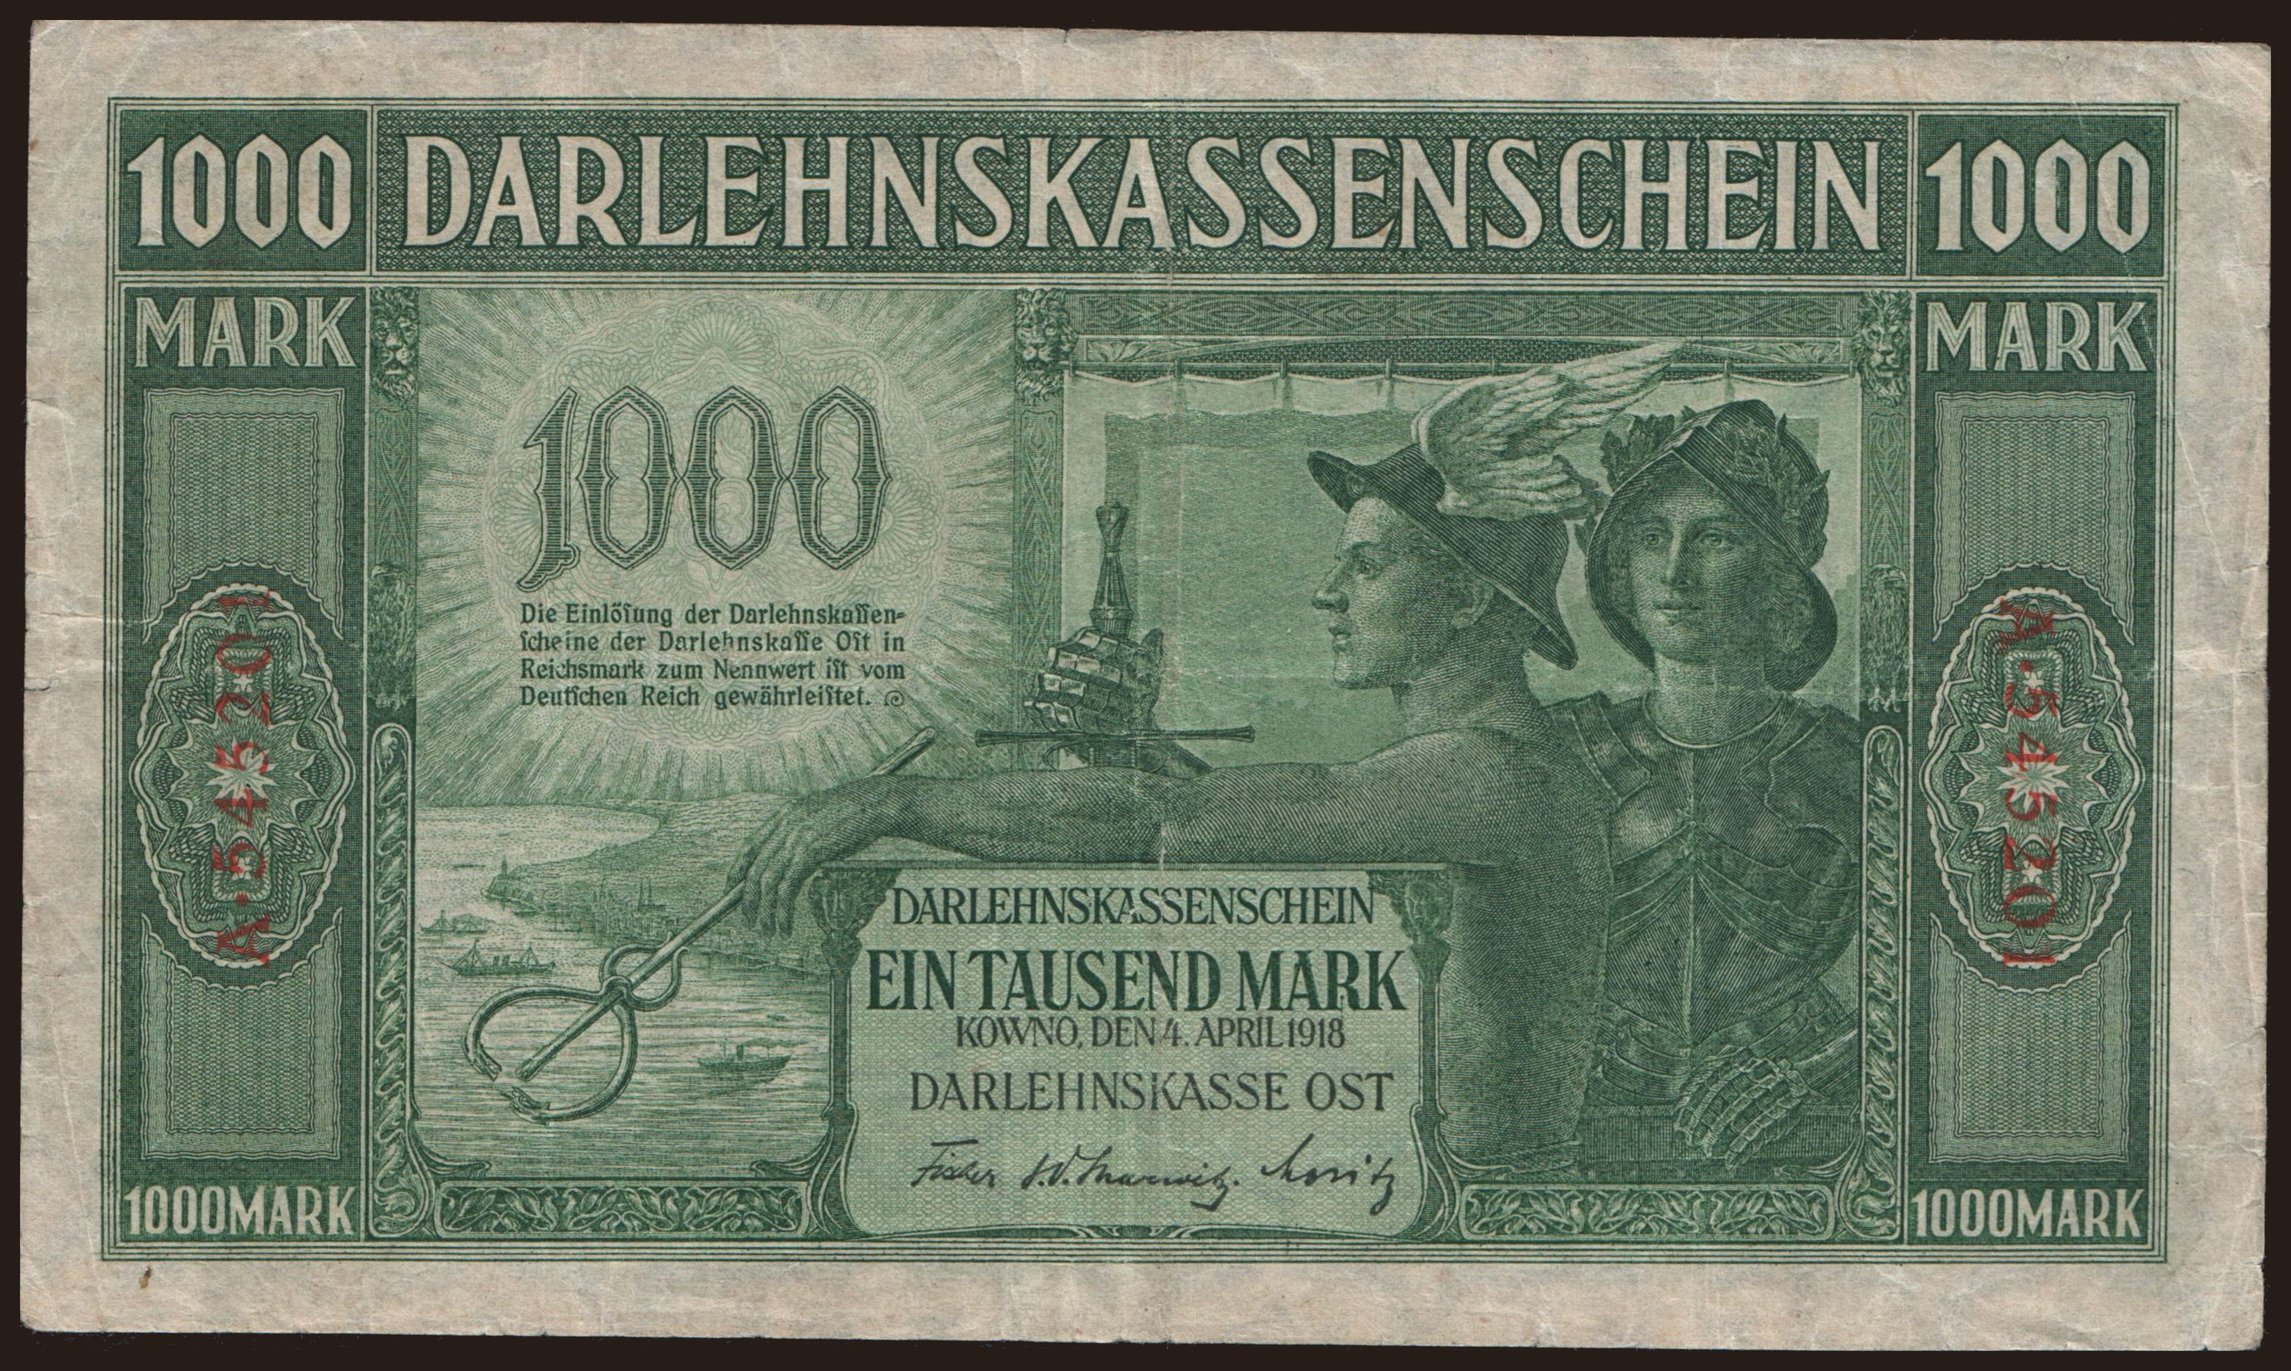 1000 DARLEHNSKASSENSCHEIN 1000
MARK MARK
1000
Die Einlöſung der Darlehnskaſſen-
ſcheine der Darlehnskaſſe Oſt in
Reichsmark zum Nennwert iſt vom
Deutſchen Reich gewährleiſtet.
A·545201
A·545201
DARLEHNSKASSENSCHEIN
EIN TAUSEND MARK
KOWNO, DEN 4. APRIL 1918
DARLEHNSKASSE OST
Fischer Moritz
1000MARK 1000MARK